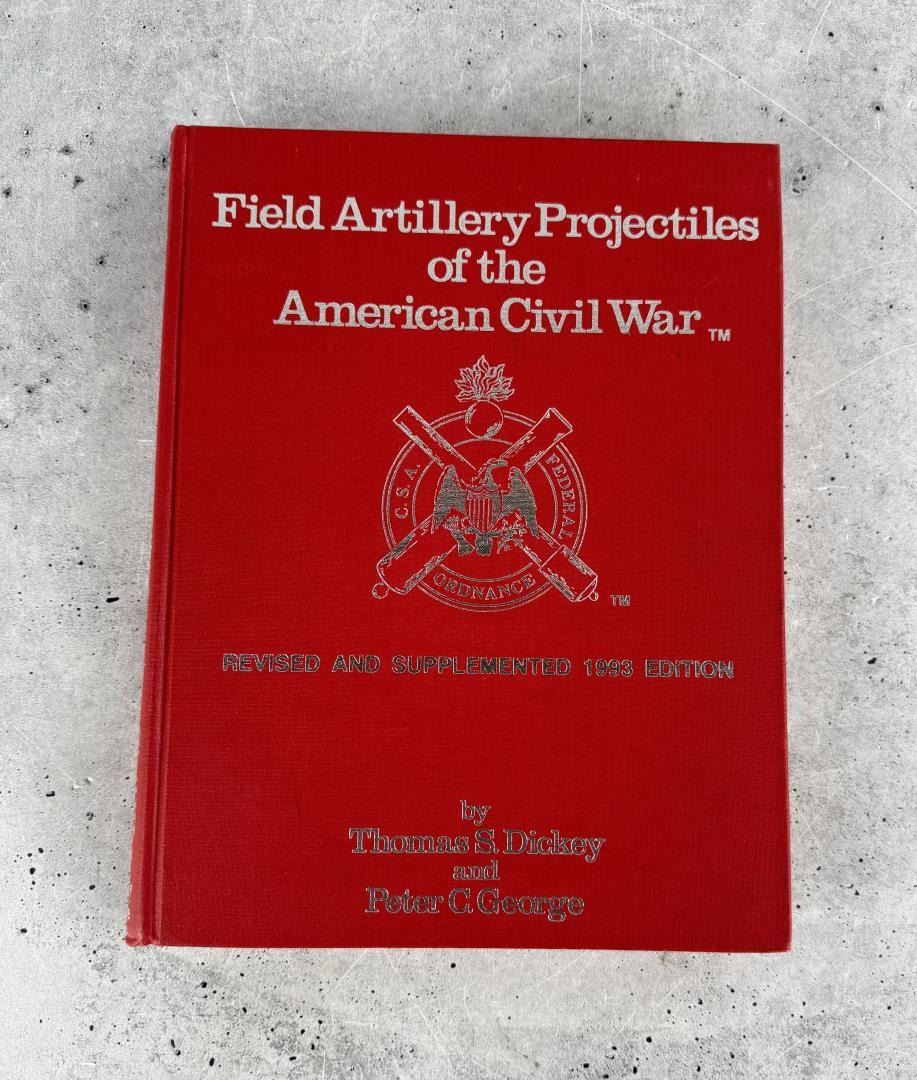 Field Artillery Projectiles
of the
American Civil War TM
C. S. A.
FEDERAL
ORDNANCE
TM
REVISED AND SUPPLEMENTED 1993 EDITION
by
Thomas S. Dickey
and
Peter C. George